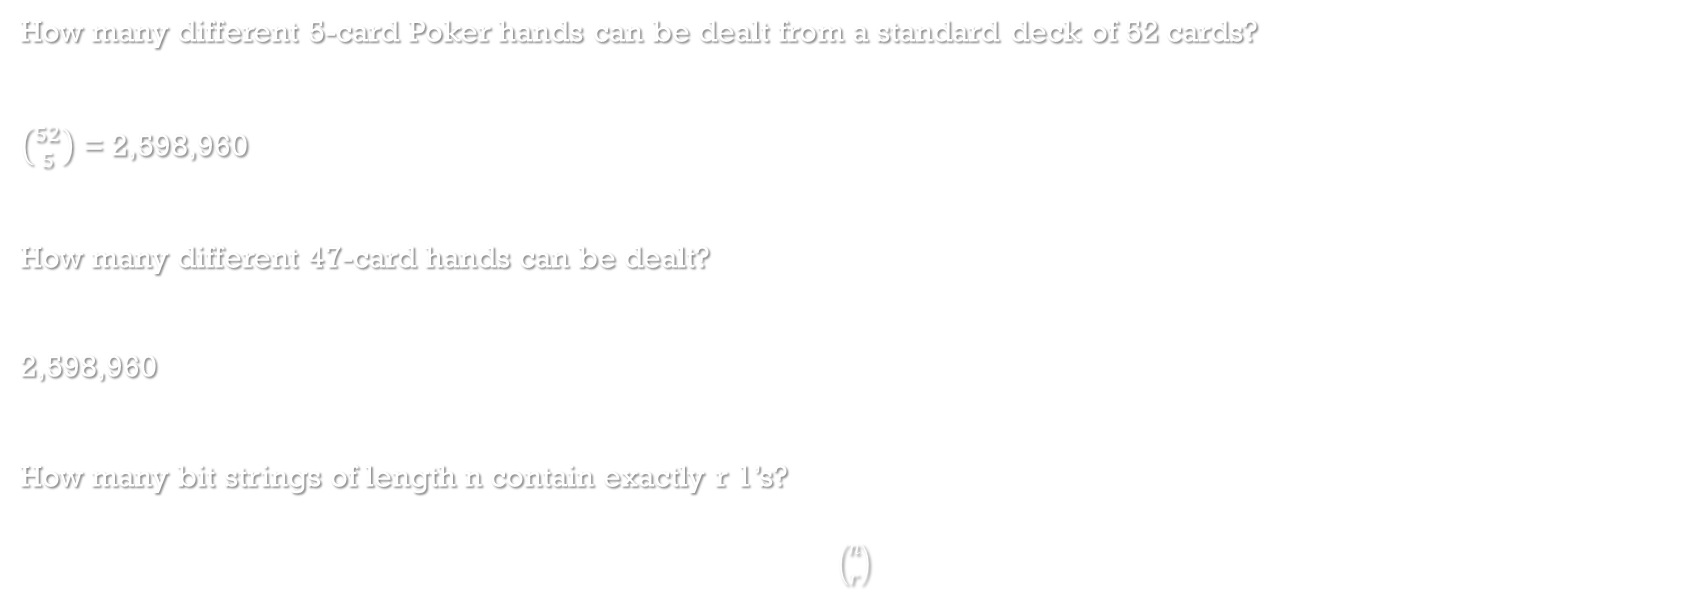 How many different 5-card Poker hands can be dealt from a standard deck of 52 cards?
(52 5) = 2,598,960
How many different 47-card hands can be dealt?
2,598,960
How many bit strings of length n contain exactly r 1's?
(n r)